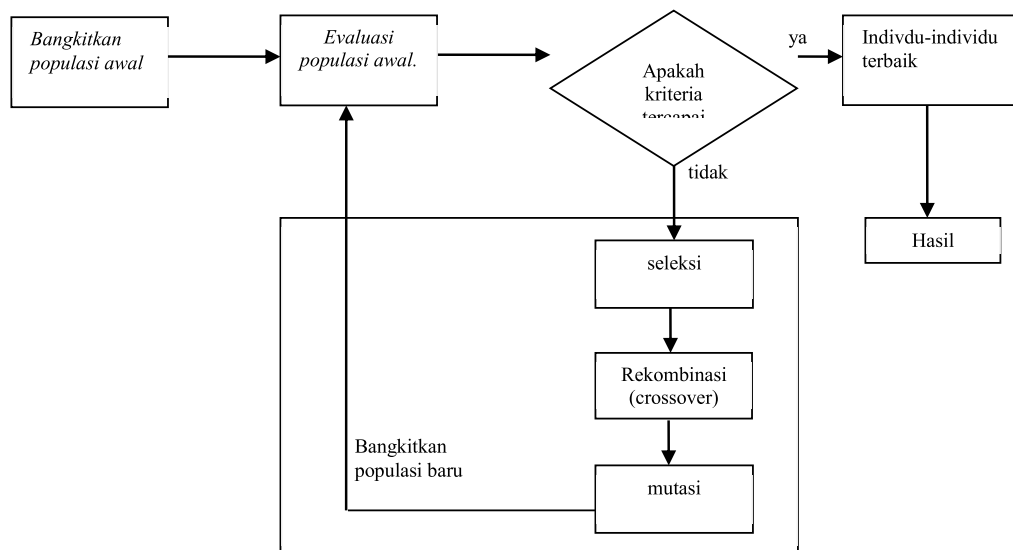 Bangkitkan
populasi awal
Evaluasi
populasi awal.
Apakah
kriteria
tercapai
ya
Indivdu-individu
terbaik
tidak
Hasil
seleksi
Rekombinasi
(crossover)
Bangkitkan
populasi baru
mutasi